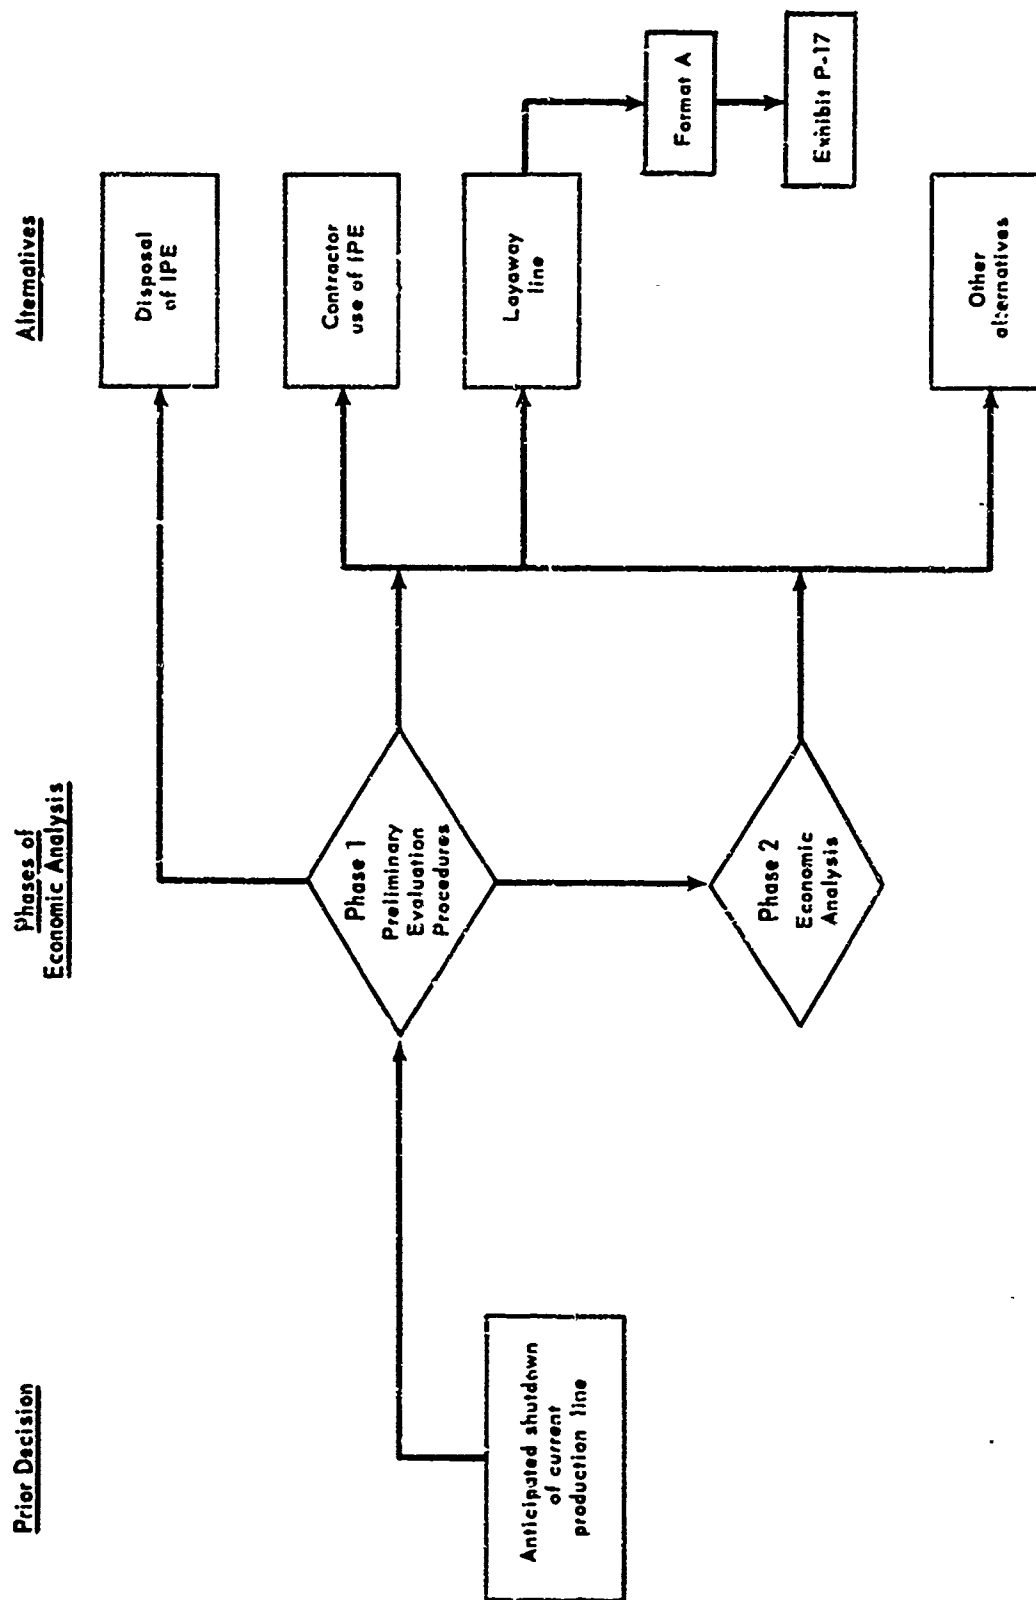 Prior Decision
Phases of
Economic Analysis
Alternatives
Anticipated shutdown
of current
production line
Phase 1
Preliminary
Evaluation
Procedures
Phase 2
Economic
Analysis
Disposal
of IPE
Contractor
use of IPE
Layaway
line
Format A
Exhibit P-17
Other
alternatives